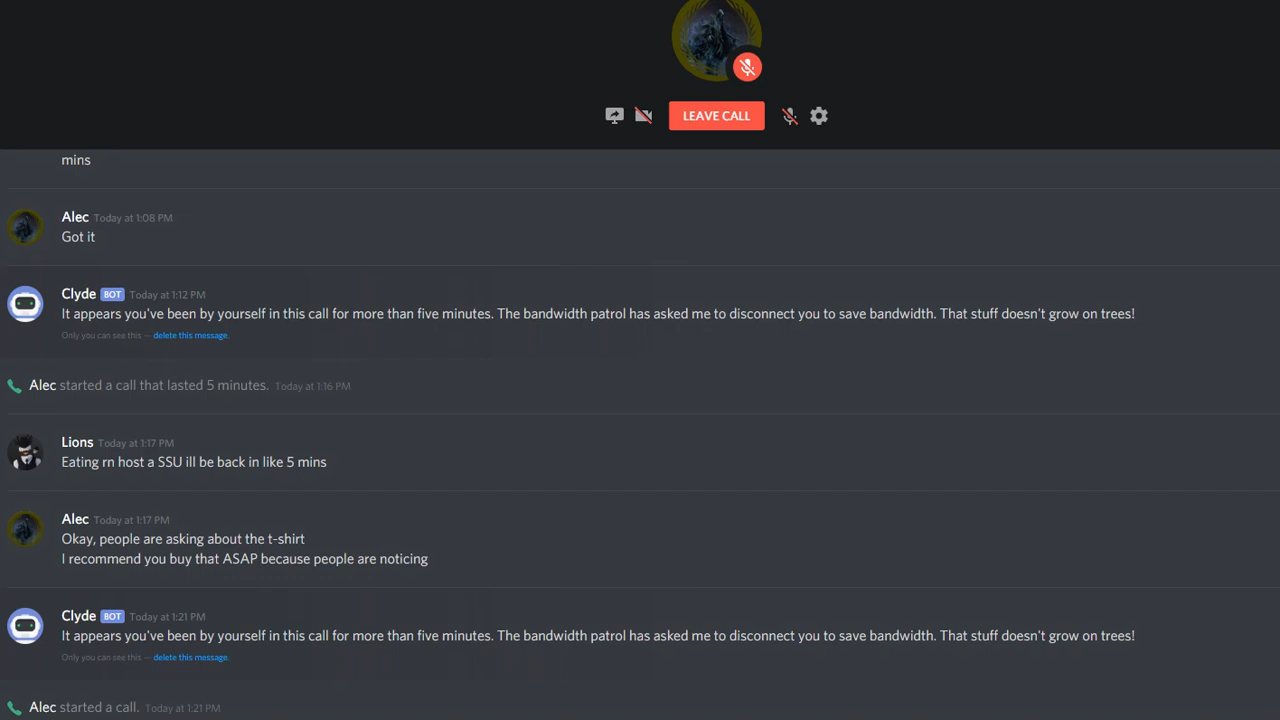 LEAVE CALL
mins
Alec Today at 1:08 PM
Got it
Clyde BOT Today at 1:12 PM
It appears you've been by yourself in this call for more than five minutes. The bandwidth patrol has asked me to disconnect you to save bandwidth. That stuff doesn't grow on trees!
Only you can see this — delete this message.
Alec started a call that lasted 5 minutes. Today at 1:16 PM
Lions Today at 1:17 PM
Eating rn host a SSU ill be back in like 5 mins
Alec Today at 1:17 PM
Okay, people are asking about the t-shirt
I recommend you buy that ASAP because people are noticing
Clyde BOT Today at 1:21 PM
It appears you've been by yourself in this call for more than five minutes. The bandwidth patrol has asked me to disconnect you to save bandwidth. That stuff doesn't grow on trees!
Only you can see this — delete this message.
Alec started a call. Today at 1:21 PM